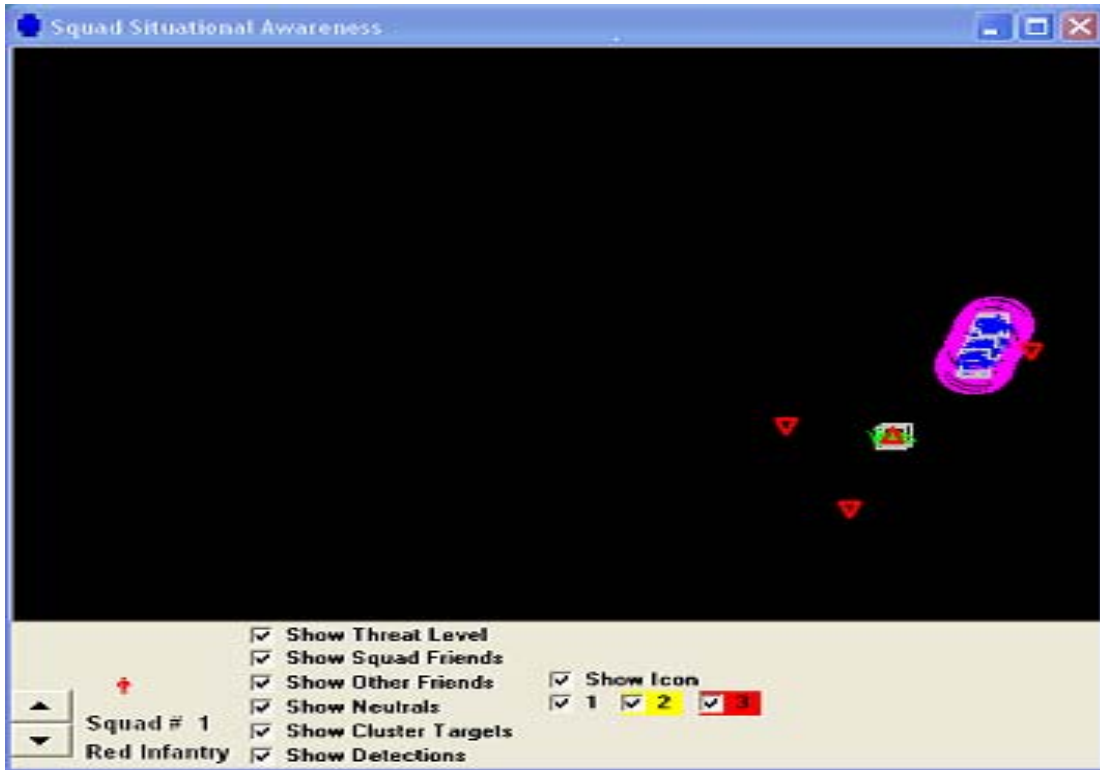 Squad Situational Awareness
Show Threat Level
Show Squad Friends
Show Other Friends
Show Neutrals
Show Cluster Targets
Show Detections
Show Icon
1 2 3
Squad # 1
Red Infantry